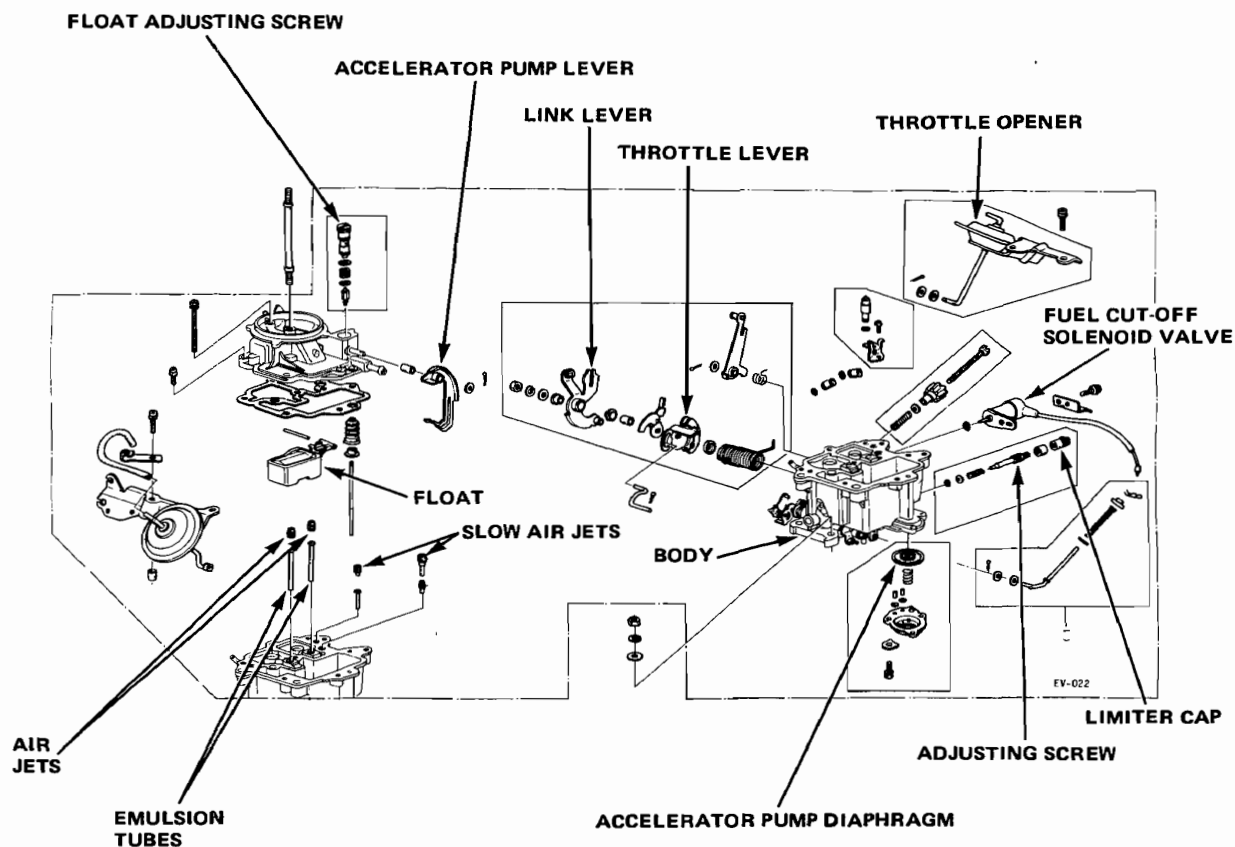 FLOAT ADJUSTING SCREW
ACCELERATOR PUMP LEVER
LINK LEVER
THROTTLE LEVER
THROTTLE OPENER
FUEL CUT-OFF
SOLENOID VALVE
FLOAT
SLOW AIR JETS
BODY
EV-022
LIMITER CAP
ADJUSTING SCREW
AIR
JETS
EMULSION
TUBES
ACCELERATOR PUMP DIAPHRAGM